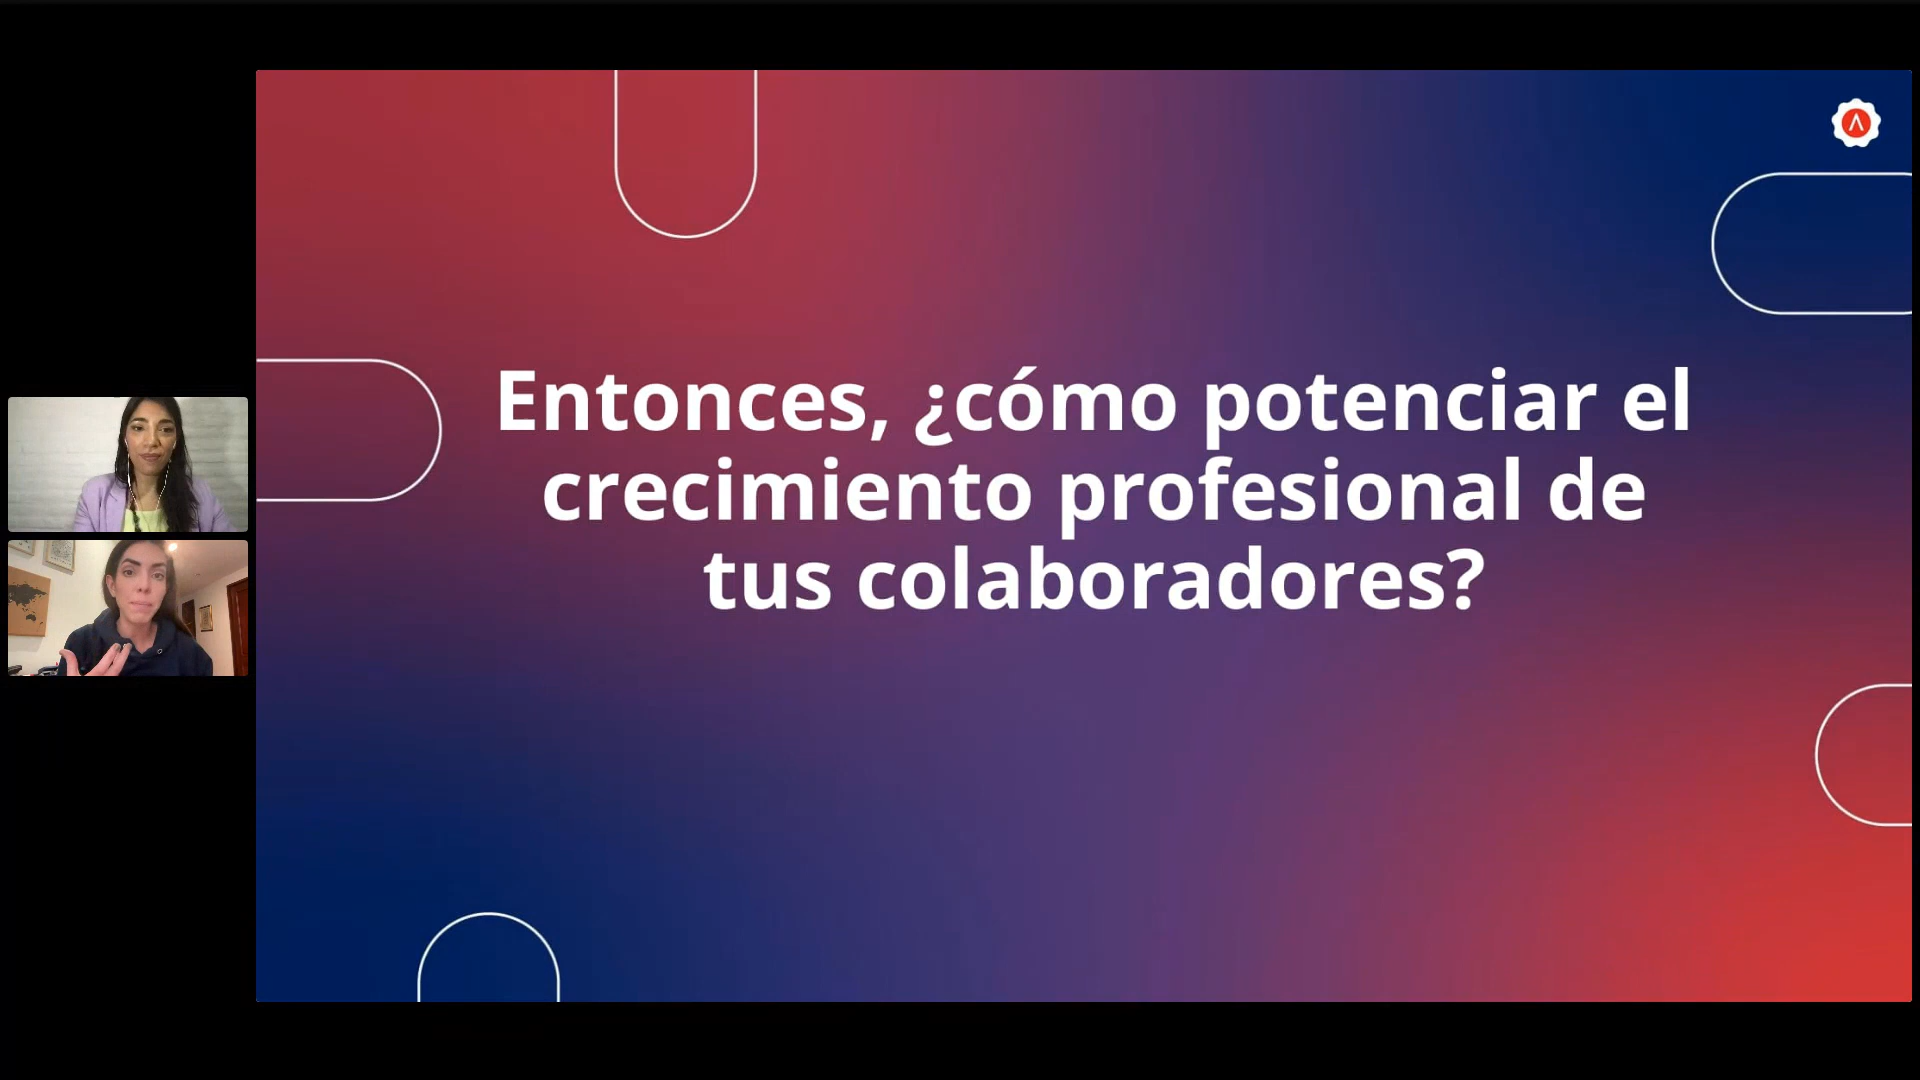 Entonces, ¿cómo potenciar el
crecimiento profesional de
tus colaboradores?